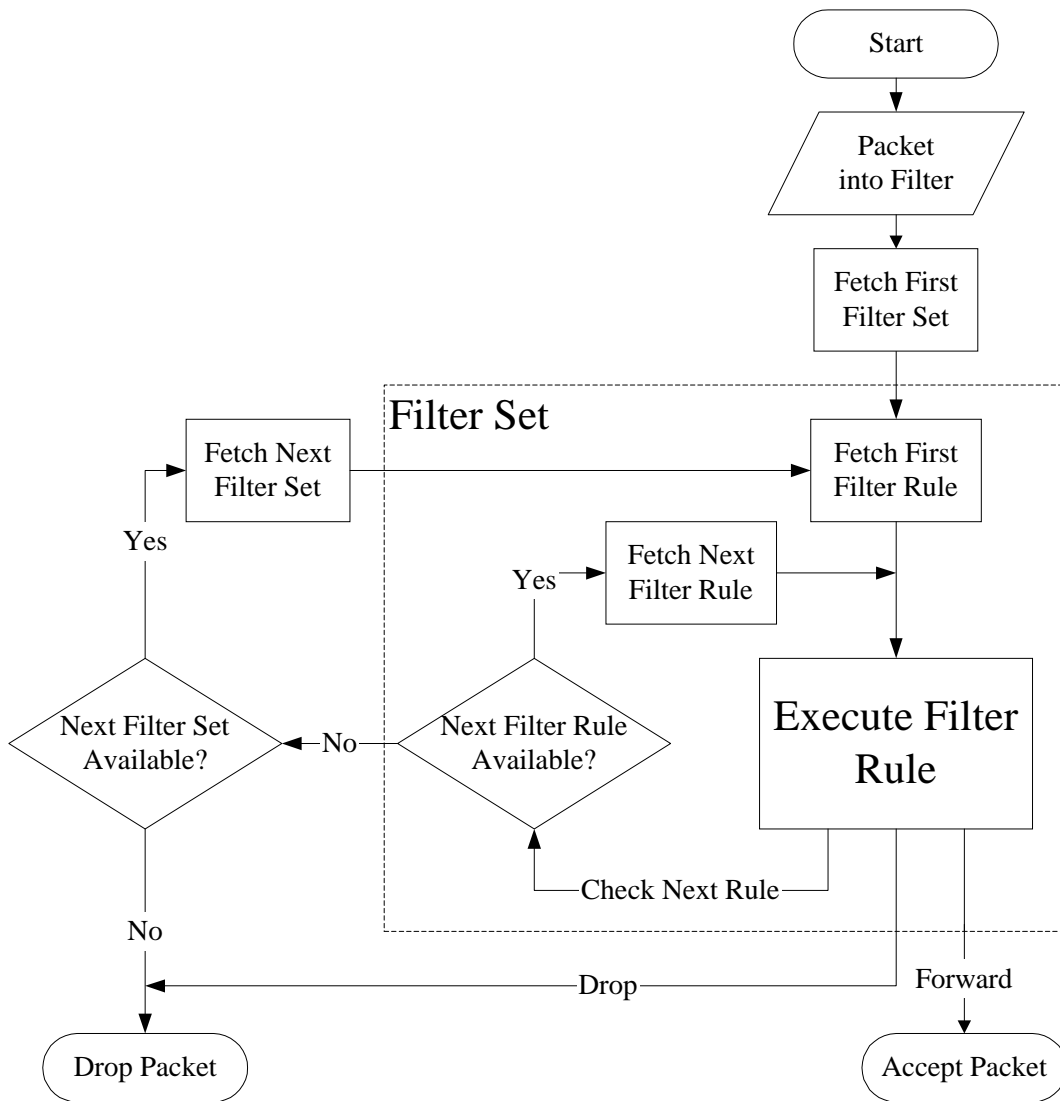 Start
Packet
into Filter
Fetch First
Filter Set
Filter Set
Fetch Next
Filter Set
Fetch First
Filter Rule
Yes
Fetch Next
Filter Rule
Yes
Next Filter Set
Available?
No
Next Filter Rule
Available?
Execute Filter
Rule
Check Next Rule
No
Drop
Forward
Drop Packet
Accept Packet